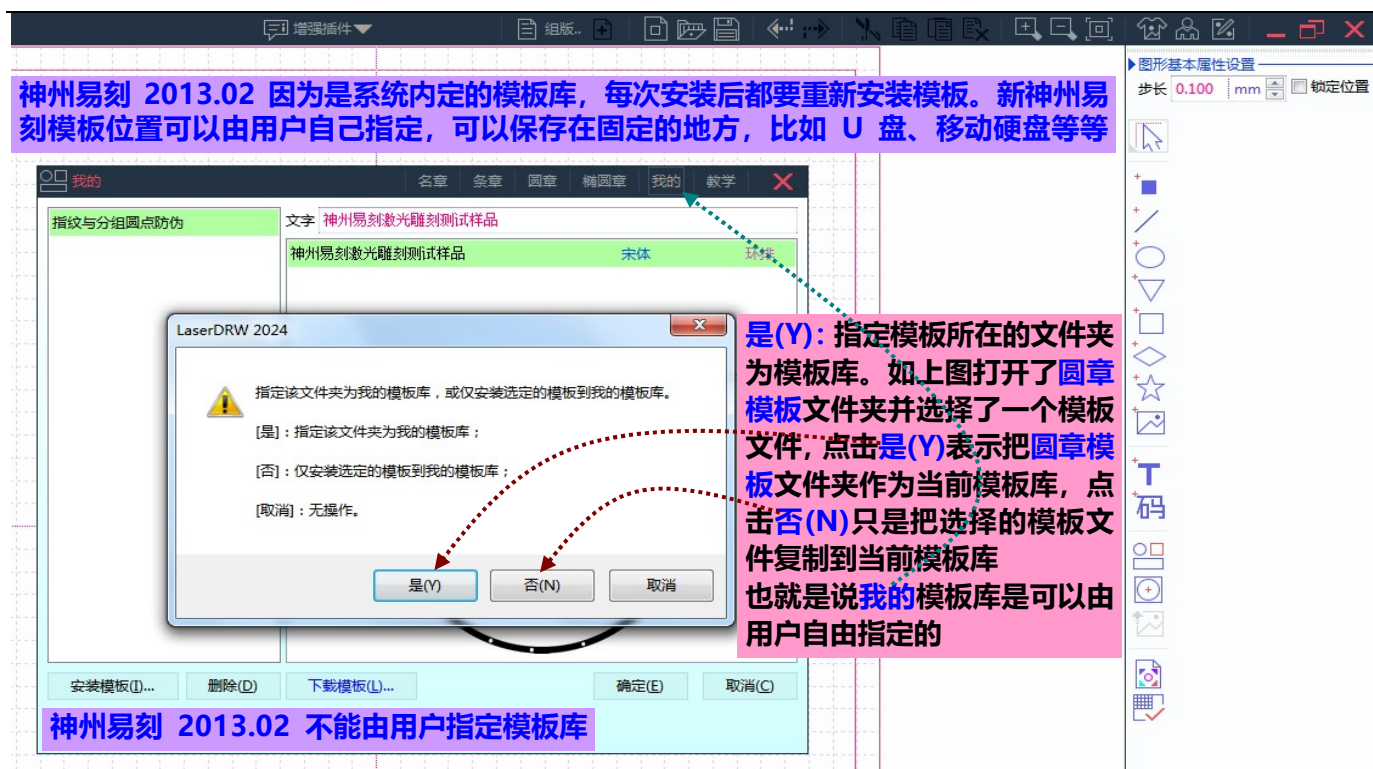 增强插件
组版..
图形基本属性设置
步长 0.100 mm 锁定位置
神州易刻 2013.02 因为是系统内定的模板库，每次安装后都要重新安装模板。新神州易
刻模板位置可以由用户自己指定，可以保存在固定的地方，比如 U 盘、移动硬盘等等
我的 名章 条章 圆章 椭圆章 我的 教学
指纹与分组圆点防伪
文字 神州易刻激光雕刻测试样品
神州易刻激光雕刻测试样品 宋体 环排
LaserDRW 2024
指定该文件夹为我的模板库，或仅安装选定的模板到我的模板库。
[是]：指定该文件夹为我的模板库；
[否]：仅安装选定的模板到我的模板库；
[取消]：无操作。
是(Y) 否(N) 取消
是(Y)：指定模板所在的文件夹
为模板库。如上图打开了圆章
模板文件夹并选择了一个模板
文件，点击是(Y)表示把圆章模
板文件夹作为当前模板库，点
击否(N)只是把选择的模板文
件复制到当前模板库
也就是说我的模板库是可以由
用户自由指定的
T
码
安装模板(I)... 删除(D) 下载模板(L)... 确定(E) 取消(C)
神州易刻 2013.02 不能由用户指定模板库